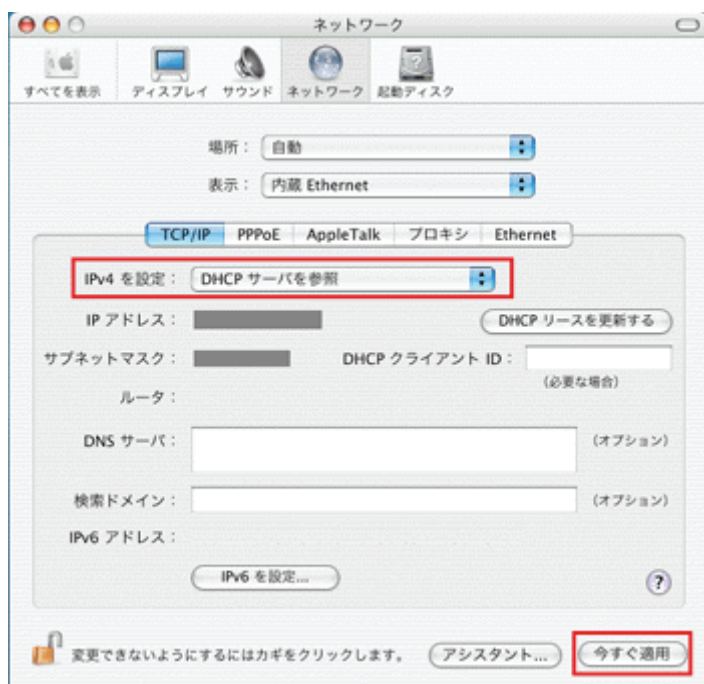 ネットワーク
すべてを表示 ディスプレイ サウンド ネットワーク 起動ディスク
場所： 自動
表示： 内蔵 Ethernet
TCP/IP PPPoE AppleTalk プロキシ Ethernet
IPv4 を設定： DHCP サーバを参照
IP アドレス： DHCP リースを更新する
サブネットマスク： DHCP クライアント ID：
（必要な場合）
ルータ：
DNS サーバ： （オプション）
検索ドメイン： （オプション）
IPv6 アドレス：
IPv6 を設定... ?
変更できないようにするにはカギをクリックします。 アシスタント... 今すぐ適用